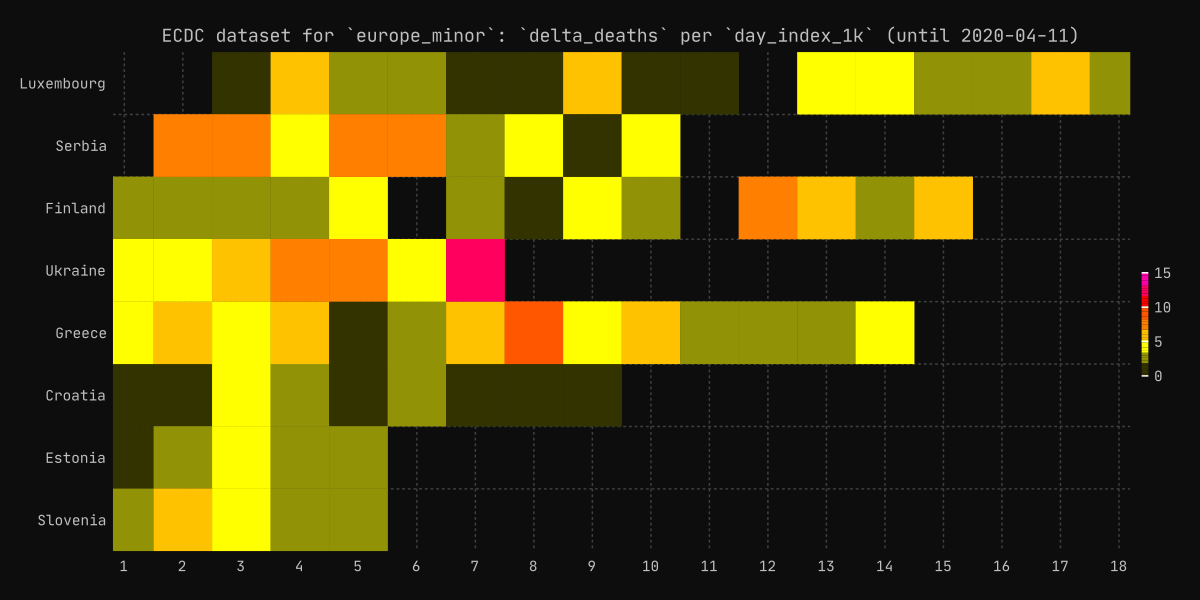 ECDC dataset for `europe_minor`: `delta_deaths` per `day_index_1k` (until 2020-04-11)
Luxembourg
Serbia
Finland
Ukraine
Greece
Croatia
Estonia
Slovenia
15
10
5
0
1 2 3 4 5 6 7 8 9 10 11 12 13 14 15 16 17 18